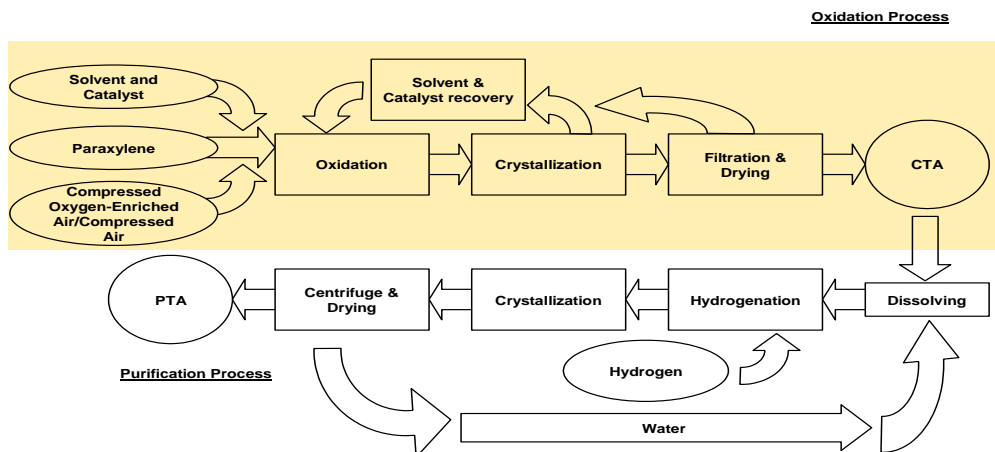 Oxidation Process
Solvent and
Catalyst
Solvent &
Catalyst recovery
Paraxylene
Oxidation
Crystallization
Filtration &
Drying
CTA
Compressed
Oxygen-Enriched
Air/Compressed
Air
PTA
Centrifuge &
Drying
Crystallization
Hydrogenation
Dissolving
Purification Process
Hydrogen
Water